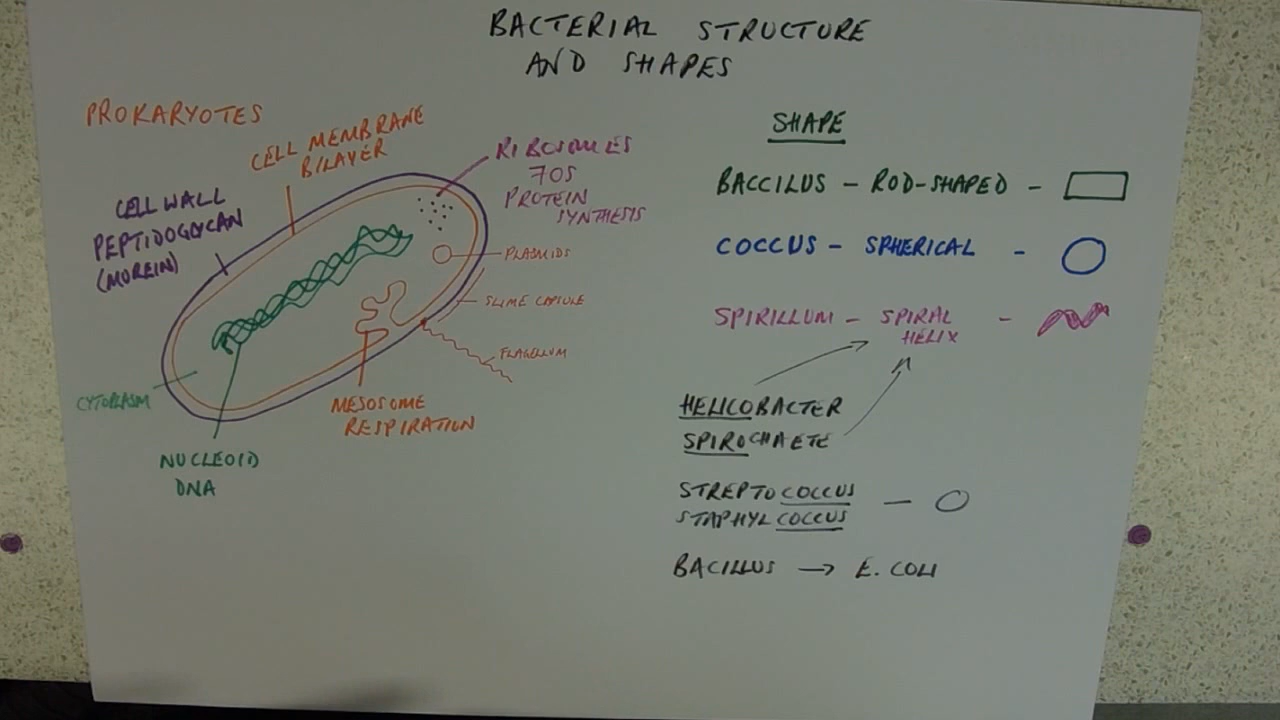 BACTERIAL STRUCTURE
AND SHAPES
PROKARYOTES
CELL MEMBRANE
BILAYER
CELL WALL
PEPTIDOGLYCAN
(MUREIN)
RIBOSOMES
70S
PROTEIN
SYNTHESIS
PLASMIDS
SLIME CAPSULE
FLAGELLUM
CYTOPLASM
MESOSOME
RESPIRATION
NUCLEOID
DNA
SHAPE
BACCILUS - ROD-SHAPED -
COCCUS - SPHERICAL -
SPIRILLUM - SPIRAL -
HELIX
HELICOBACTER
SPIROCHAETE
STREPTOCOCCUS -
STAPHYLCOCCUS
BACILLUS → E. COLI